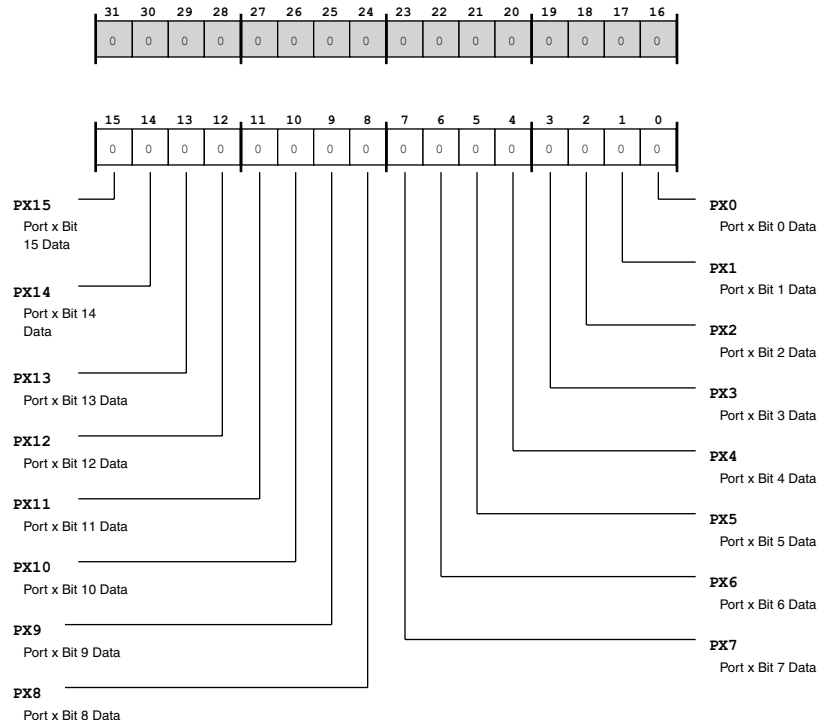 31 30 29 28 27 26 25 24 23 22 21 20 19 18 17 16
0 0 0 0 0 0 0 0 0 0 0 0 0 0 0 0
15 14 13 12 11 10 9 8 7 6 5 4 3 2 1 0
0 0 0 0 0 0 0 0 0 0 0 0 0 0 0 0
PX15
Port x Bit
15 Data
PX14
Port x Bit 14
Data
PX13
Port x Bit 13 Data
PX12
Port x Bit 12 Data
PX11
Port x Bit 11 Data
PX10
Port x Bit 10 Data
PX9
Port x Bit 9 Data
PX8
Port x Bit 8 Data
PX0
Port x Bit 0 Data
PX1
Port x Bit 1 Data
PX2
Port x Bit 2 Data
PX3
Port x Bit 3 Data
PX4
Port x Bit 4 Data
PX5
Port x Bit 5 Data
PX6
Port x Bit 6 Data
PX7
Port x Bit 7 Data